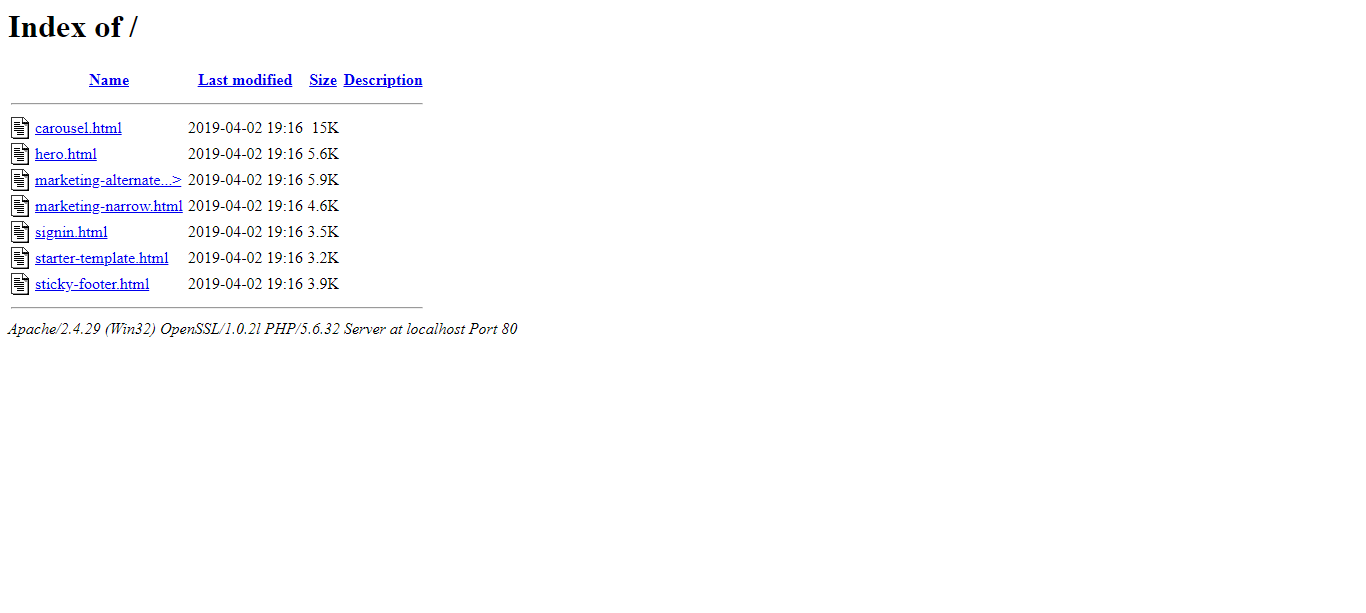 Index of /
Name Last modified Size Description
carousel.html 2019-04-02 19:16 15K
hero.html 2019-04-02 19:16 5.6K
marketing-alternate...> 2019-04-02 19:16 5.9K
marketing-narrow.html 2019-04-02 19:16 4.6K
signin.html 2019-04-02 19:16 3.5K
starter-template.html 2019-04-02 19:16 3.2K
sticky-footer.html 2019-04-02 19:16 3.9K
Apache/2.4.29 (Win32) OpenSSL/1.0.2l PHP/5.6.32 Server at localhost Port 80